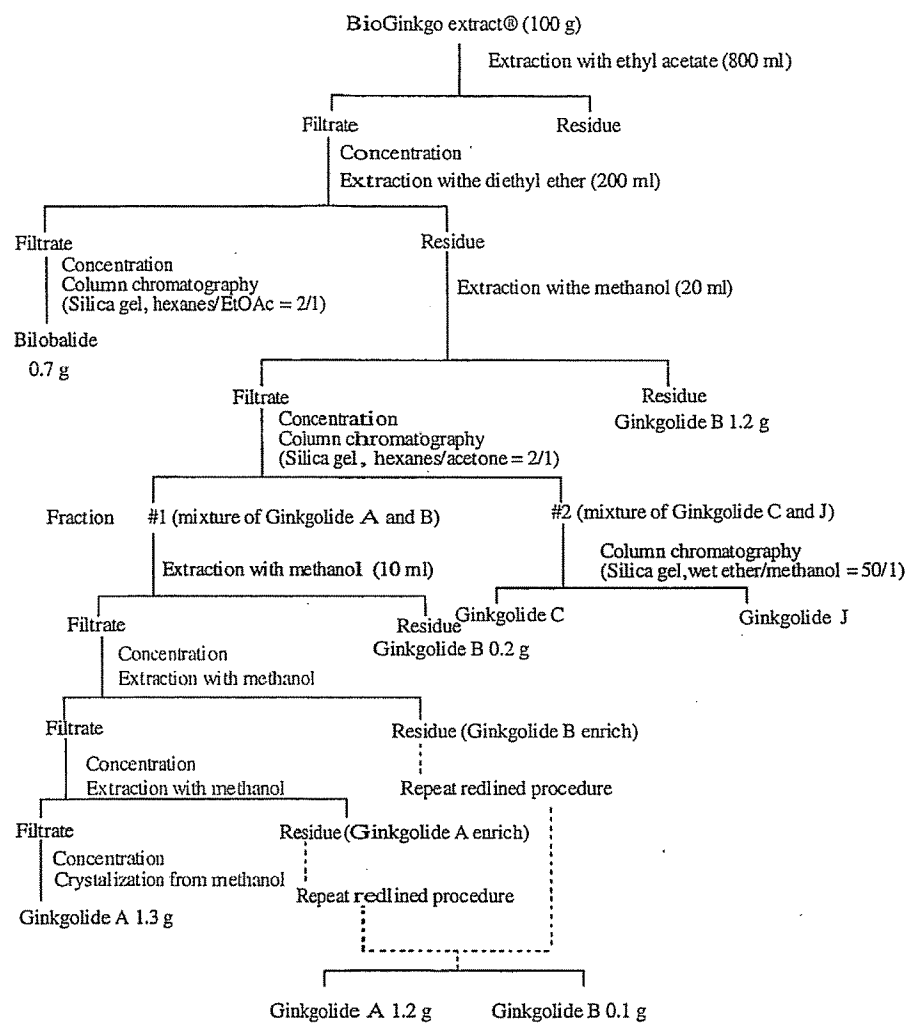 BioGinkgo extract® (100 g)
Extraction with ethyl acetate (800 ml)
Filtrate
Residue
Concentration
Extraction withe diethyl ether (200 ml)
Filtrate
Residue
Concentration
Column chromatography
(Silica gel, hexanes/EtOAc = 2/1)
Extraction withe methanol (20 ml)
Bilobalide
0.7 g
Filtrate
Residue
Ginkgolide B 1.2 g
Concentration
Column chromatography
(Silica gel, hexanes/acetone = 2/1)
Fraction #1 (mixture of Ginkgolide A and B)
#2 (mixture of Ginkgolide C and J)
Extraction with methanol (10 ml)
Column chromatography
(Silica gel,wet ether/methanol = 50/1)
Filtrate
Residue
Ginkgolide B 0.2 g
Ginkgolide C
Ginkgolide J
Concentration
Extraction with methanol
Filtrate
Residue (Ginkgolide B enrich)
Concentration
Extraction with methanol
Repeat redlined procedure
Filtrate
Residue (Ginkgolide A enrich)
Concentration
Crystalization from methanol
Repeat redlined procedure
Ginkgolide A 1.3 g
Ginkgolide A 1.2 g
Ginkgolide B 0.1 g